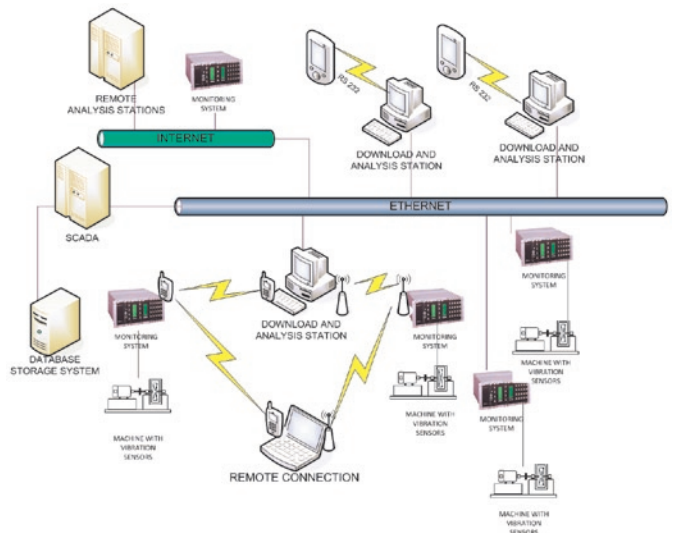 REMOTE
ANALYSIS STATIONS
MONITORING
SYSTEM
RS 232
RS 232
INTERNET
DOWNLOAD AND
ANALYSIS STATION
DOWNLOAD AND
ANALYSIS STATION
ETHERNET
SCADA
MONITORING
SYSTEM
DOWNLOAD AND
ANALYSIS STATION
MONITORING
SYSTEM
MONITORING
SYSTEM
DATABASE
STORAGE SYSTEM
MACHINE WITH
VIBRATION
SENSORS
MACHINE WITH
VIBRATION
SENSORS
MACHINE WITH
VIBRATION
SENSORS
MONITORING
SYSTEM
REMOTE CONNECTION
MACHINE WITH
VIBRATION
SENSORS